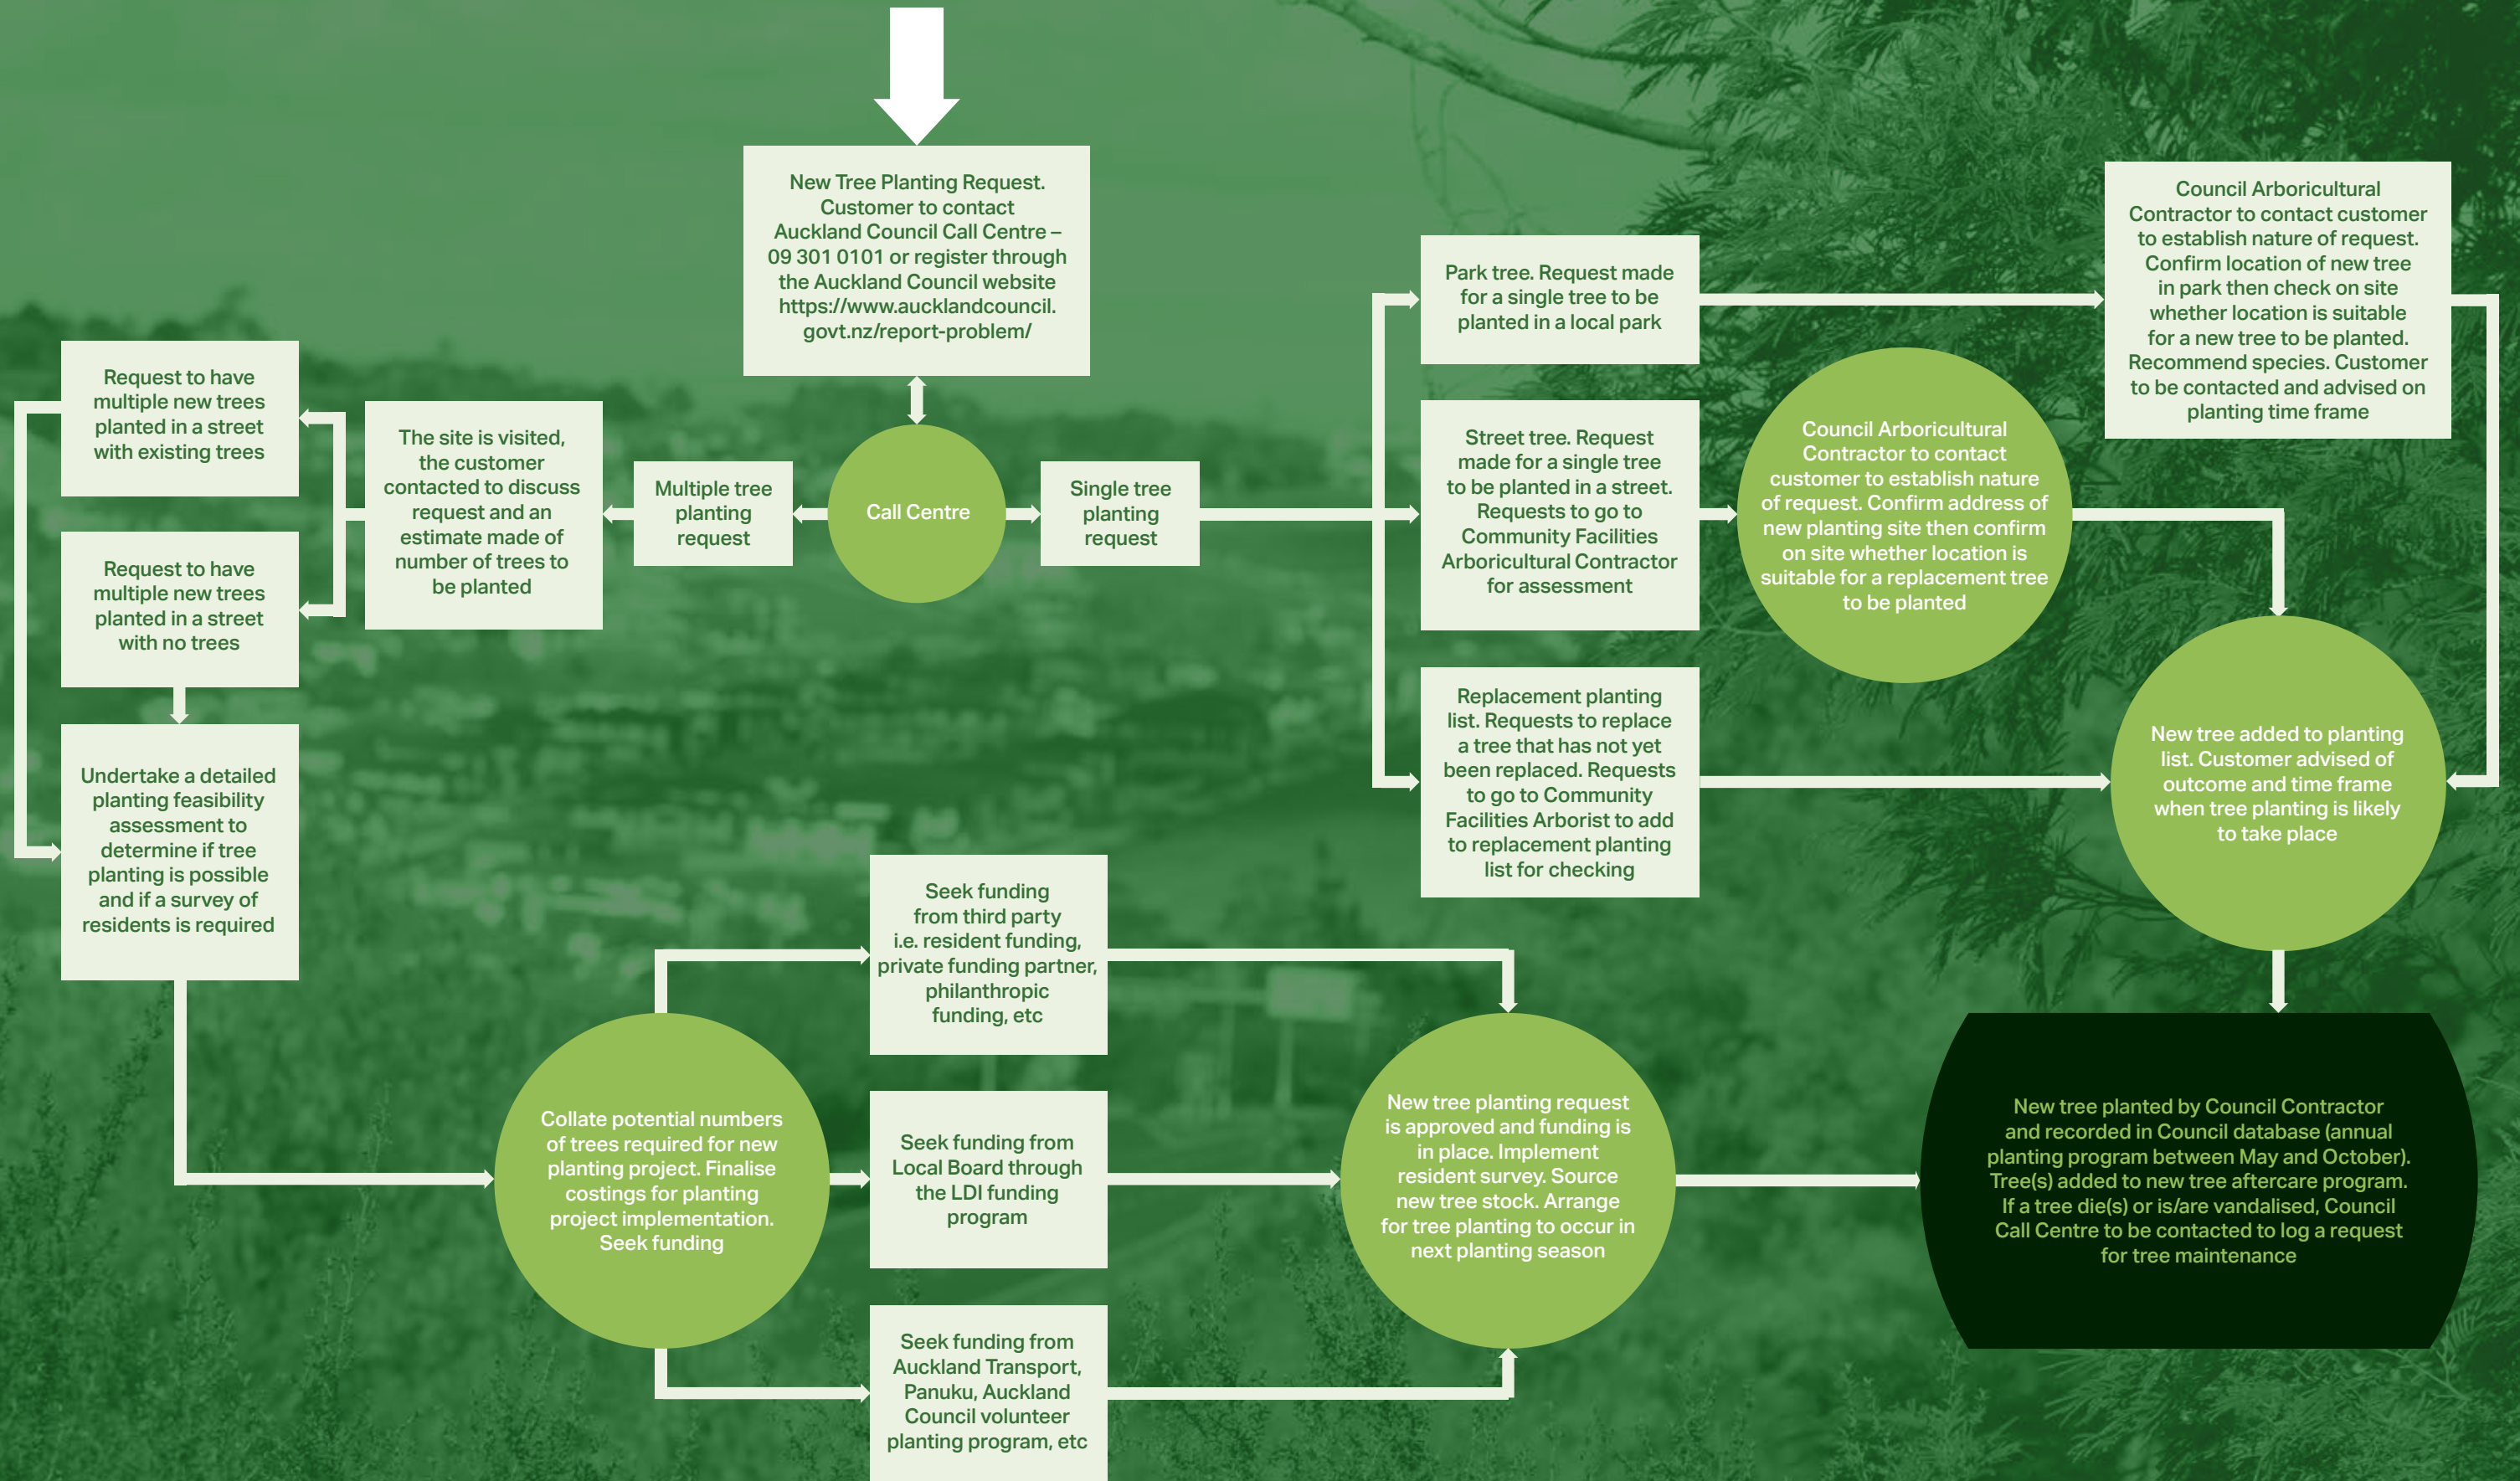 New Tree Planting Request.
Customer to contact
Auckland Council Call Centre –
09 301 0101 or register through
the Auckland Council website
https://www.aucklandcouncil.
govt.nz/report-problem/
Call Centre
Multiple tree
planting
request
The site is visited,
the customer
contacted to discuss
request and an
estimate made of
number of trees to
be planted
Request to have
multiple new trees
planted in a street
with existing trees
Request to have
multiple new trees
planted in a street
with no trees
Undertake a detailed
planting feasibility
assessment to
determine if tree
planting is possible
and if a survey of
residents is required
Collate potential numbers
of trees required for new
planting project. Finalise
costings for planting
project implementation.
Seek funding
Seek funding
from third party
i.e. resident funding,
private funding partner,
philanthropic
funding, etc
Seek funding from
Local Board through
the LDI funding
program
Seek funding from
Auckland Transport,
Panuku, Auckland
Council volunteer
planting program, etc
New tree planting request
is approved and funding is
in place. Implement
resident survey. Source
new tree stock. Arrange
for tree planting to occur in
next planting season
Single tree
planting
request
Park tree. Request made
for a single tree to be
planted in a local park
Street tree. Request
made for a single tree
to be planted in a street.
Requests to go to
Community Facilities
Arboricultural Contractor
for assessment
Replacement planting
list. Requests to replace
a tree that has not yet
been replaced. Requests
to go to Community
Facilities Arborist to add
to replacement planting
list for checking
Council Arboricultural
Contractor to contact
customer to establish nature
of request. Confirm address of
new planting site then confirm
on site whether location is
suitable for a replacement tree
to be planted
Council Arboricultural
Contractor to contact customer
to establish nature of request.
Confirm location of new tree
in park then check on site
whether location is suitable
for a new tree to be planted.
Recommend species. Customer
to be contacted and advised on
planting time frame
New tree added to planting
list. Customer advised of
outcome and time frame
when tree planting is likely
to take place
New tree planted by Council Contractor
and recorded in Council database (annual
planting program between May and October).
Tree(s) added to new tree aftercare program.
If a tree die(s) or is/are vandalised, Council
Call Centre to be contacted to log a request
for tree maintenance